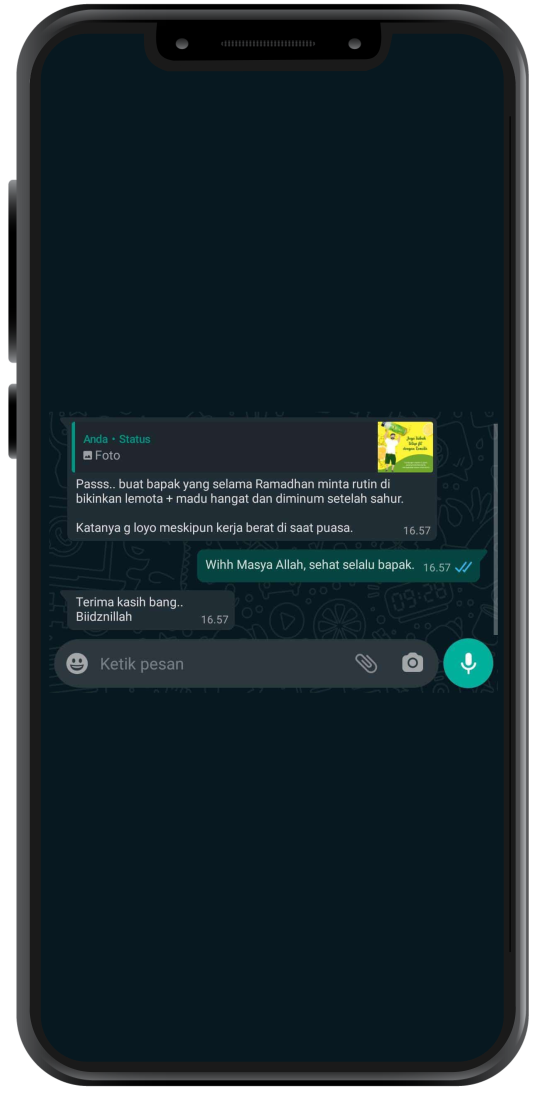 Anda • Status
Foto
Passs.. buat bapak yang selama Ramadhan minta rutin di
bikinkan lemota + madu hangat dan diminum setelah sahur.
Katanya g loyo meskipun kerja berat di saat puasa.
16.57
Wihh Masya Allah, sehat selalu bapak. 16.57
Terima kasih bang..
Biidznillah 16.57
Ketik pesan